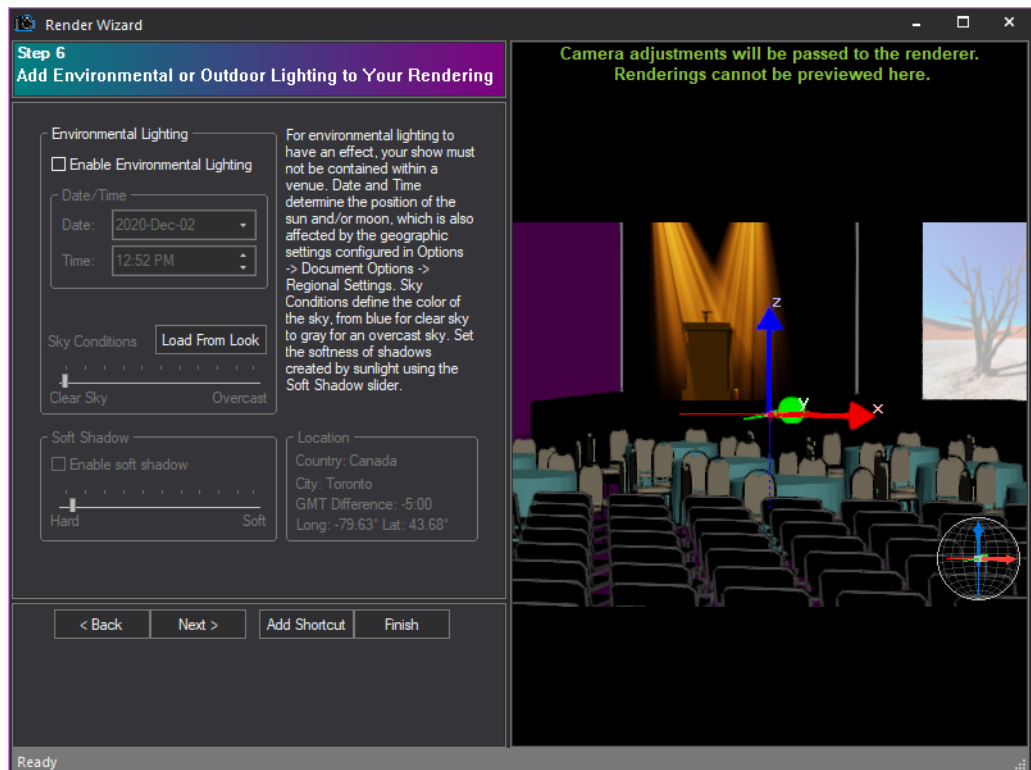 Render Wizard
Step 6
Add Environmental or Outdoor Lighting to Your Rendering
Environmental Lighting
Enable Environmental Lighting
Date/Time
Date: 2020-Dec-02
Time: 12:52 PM
Sky Conditions Load From Look
Clear Sky Overcast
For environmental lighting to
have an effect, your show must
not be contained within a
venue. Date and Time
determine the position of the
sun and/or moon, which is also
affected by the geographic
settings configured in Options
-> Document Options ->
Regional Settings. Sky
Conditions define the color of
the sky, from blue for clear sky
to gray for an overcast sky. Set
the softness of shadows
created by sunlight using the
Soft Shadow slider.
Soft Shadow
Enable soft shadow
Hard Soft
Location
Country: Canada
City: Toronto
GMT Difference: -5:00
Long: -79.63° Lat: 43.68°
< Back Next > Add Shortcut Finish
Ready
Camera adjustments will be passed to the renderer.
Renderings cannot be previewed here.
z
y
x